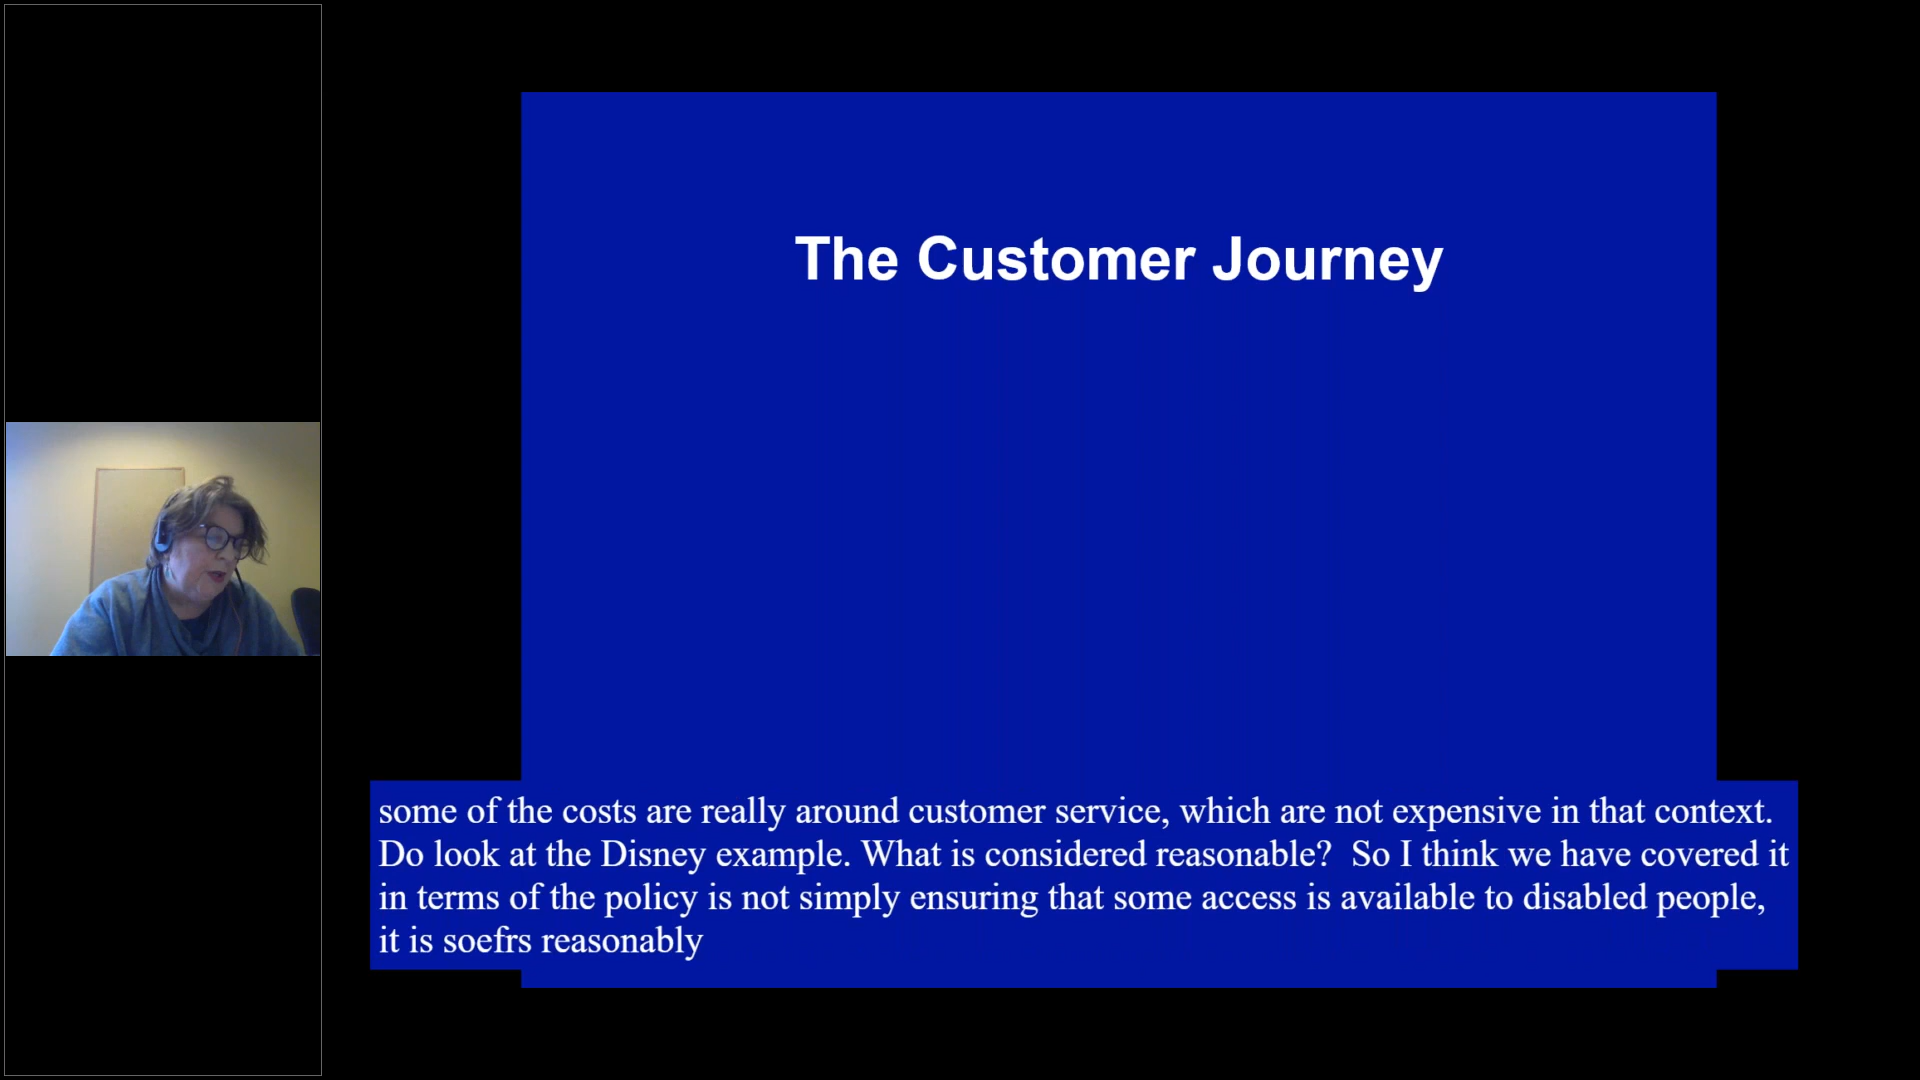 The Customer Journey
some of the costs are really around customer service, which are not expensive in that context.
Do look at the Disney example. What is considered reasonable?  So I think we have covered it
in terms of the policy is not simply ensuring that some access is available to disabled people,
it is soefrs reasonably